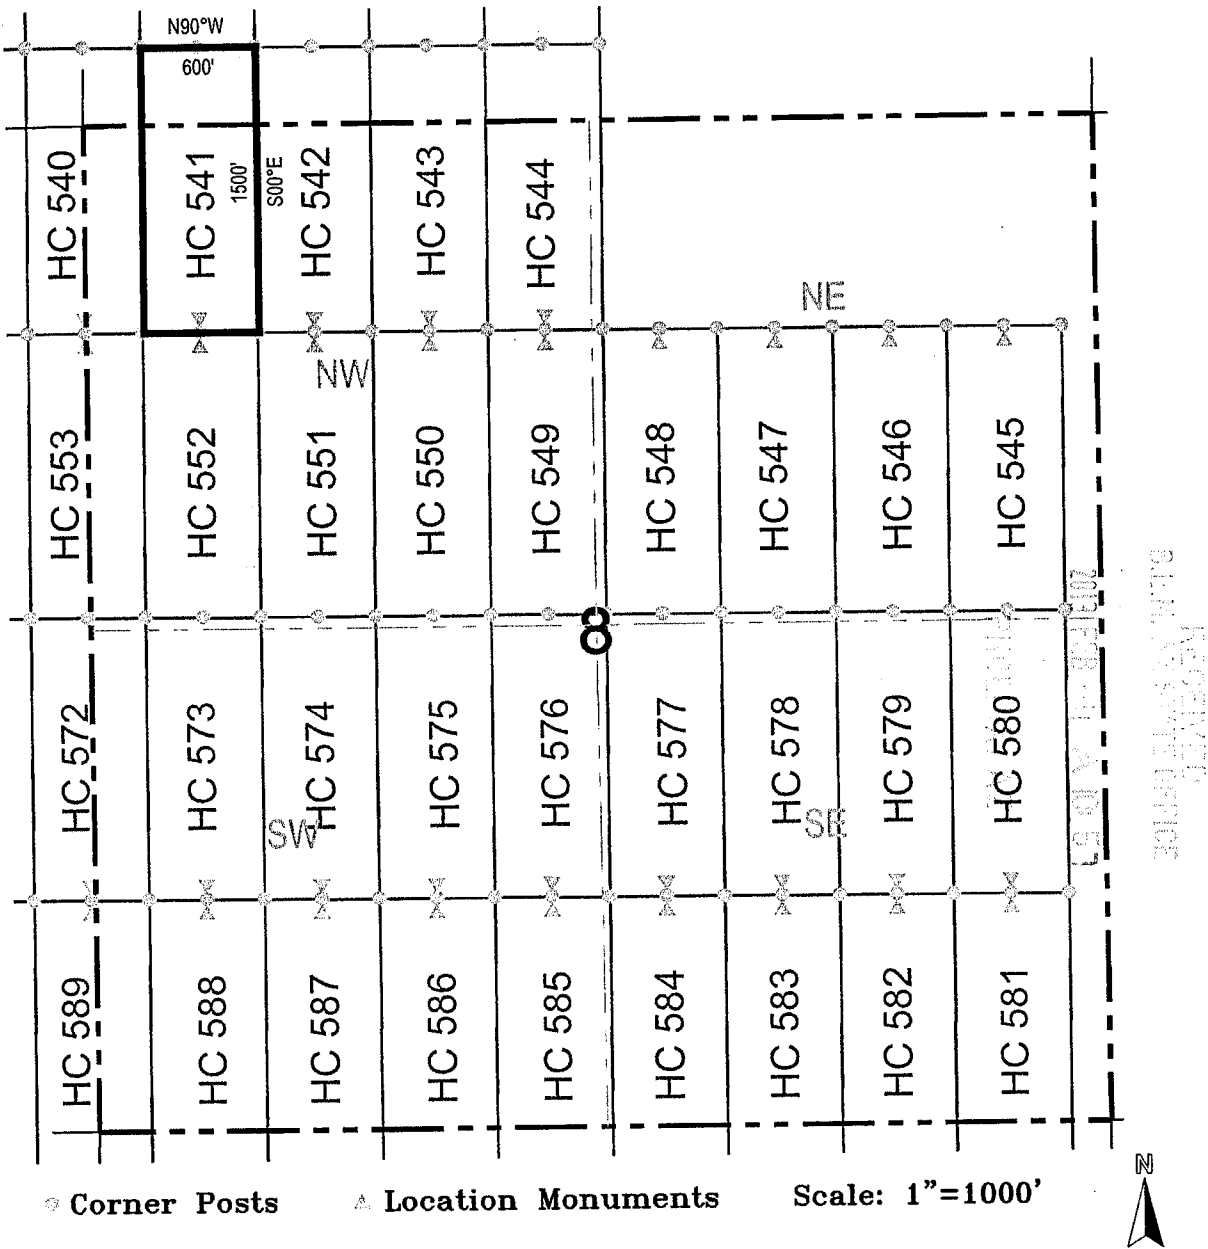 N90°W
600'
HC 540
HC 541
1500'
S00°E
HC 542
HC 543
HC 544
NE
NW
HC 553
HC 552
HC 551
HC 550
HC 549
HC 548
HC 547
HC 546
HC 545
8
HC 572
HC 573
HC 574
HC 575
HC 576
HC 577
HC 578
HC 579
HC 580
SW
SE
HC 589
HC 588
HC 587
HC 586
HC 585
HC 584
HC 583
HC 582
HC 581
RECEIVED
B.L.M. STATE OFFICE
Corner Posts
Location Monuments
Scale: 1”=1000’
N